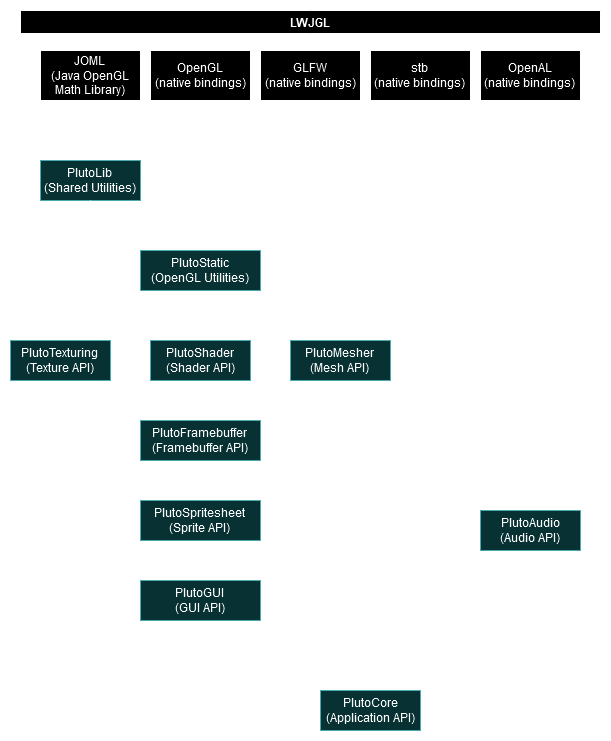 LWJGL
JOML
(Java OpenGL
Math Library)
OpenGL
(native bindings)
GLFW
(native bindings)
stb
(native bindings)
OpenAL
(native bindings)
PlutoLib
(Shared Utilities)
PlutoStatic
(OpenGL Utilities)
PlutoTexturing
(Texture API)
PlutoShader
(Shader API)
PlutoMesher
(Mesh API)
PlutoFramebuffer
(Framebuffer API)
PlutoSpritesheet
(Sprite API)
PlutoAudio
(Audio API)
PlutoGUI
(GUI API)
PlutoCore
(Application API)